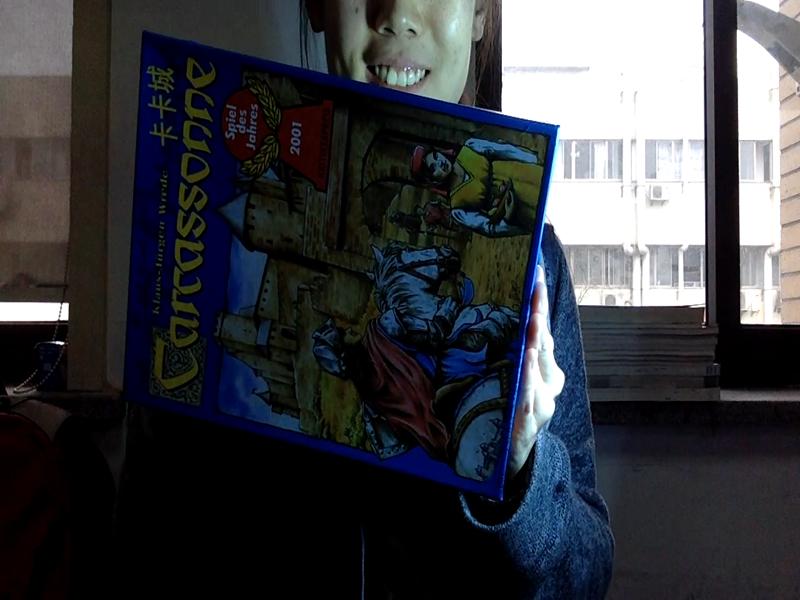 卡卡城
Klaus-Jürgen Wrede
Carcassonne
Spiel
des
Jahres
2001